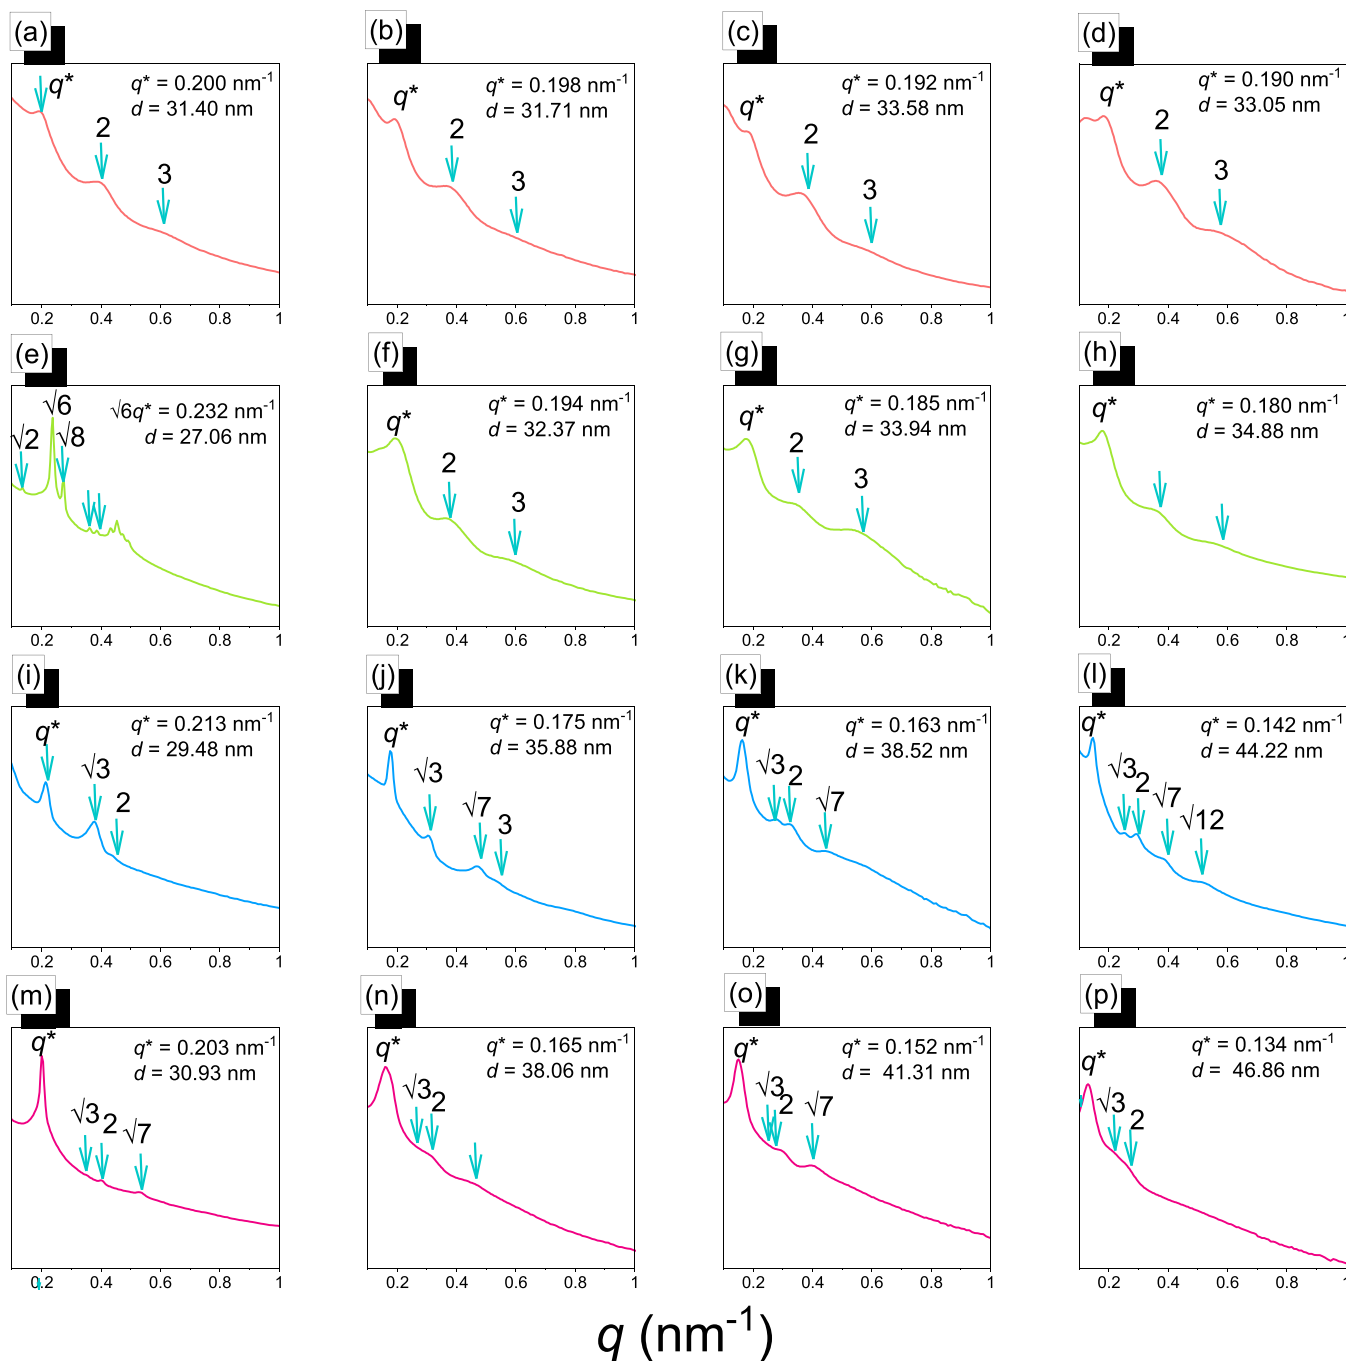 (a)
q* = 0.200 nm-1
d = 31.40 nm
q*
2
3
0.2 0.4 0.6 0.8 1
(b)
q* = 0.198 nm-1
d = 31.71 nm
q*
2
3
0.2 0.4 0.6 0.8 1
(c)
q* = 0.192 nm-1
d = 33.58 nm
q*
2
3
0.2 0.4 0.6 0.8 1
(d)
q* = 0.190 nm-1
d = 33.05 nm
q*
2
3
0.2 0.4 0.6 0.8 1
(e)
√6q* = 0.232 nm-1
d = 27.06 nm
√2
√6
√8
0.2 0.4 0.6 0.8 1
(f)
q* = 0.194 nm-1
d = 32.37 nm
q*
2
3
0.2 0.4 0.6 0.8 1
(g)
q* = 0.185 nm-1
d = 33.94 nm
q*
2
3
0.2 0.4 0.6 0.8 1
(h)
q* = 0.180 nm-1
d = 34.88 nm
q*
0.2 0.4 0.6 0.8 1
(i)
q* = 0.213 nm-1
d = 29.48 nm
q*
√3
2
0.2 0.4 0.6 0.8 1
(j)
q* = 0.175 nm-1
d = 35.88 nm
q*
√3
√7
3
0.2 0.4 0.6 0.8 1
(k)
q* = 0.163 nm-1
d = 38.52 nm
q*
√3
2
√7
0.2 0.4 0.6 0.8 1
(l)
q* = 0.142 nm-1
d = 44.22 nm
q*
√3
2
√7
√12
0.2 0.4 0.6 0.8 1
(m)
q* = 0.203 nm-1
d = 30.93 nm
q*
√3
2
√7
0.2 0.4 0.6 0.8 1
(n)
q* = 0.165 nm-1
d = 38.06 nm
q*
√3
2
0.2 0.4 0.6 0.8 1
(o)
q* = 0.152 nm-1
d = 41.31 nm
q*
√3
2
√7
0.2 0.4 0.6 0.8 1
(p)
q* = 0.134 nm-1
d = 46.86 nm
q*
√3
2
0.2 0.4 0.6 0.8 1
q (nm-1)